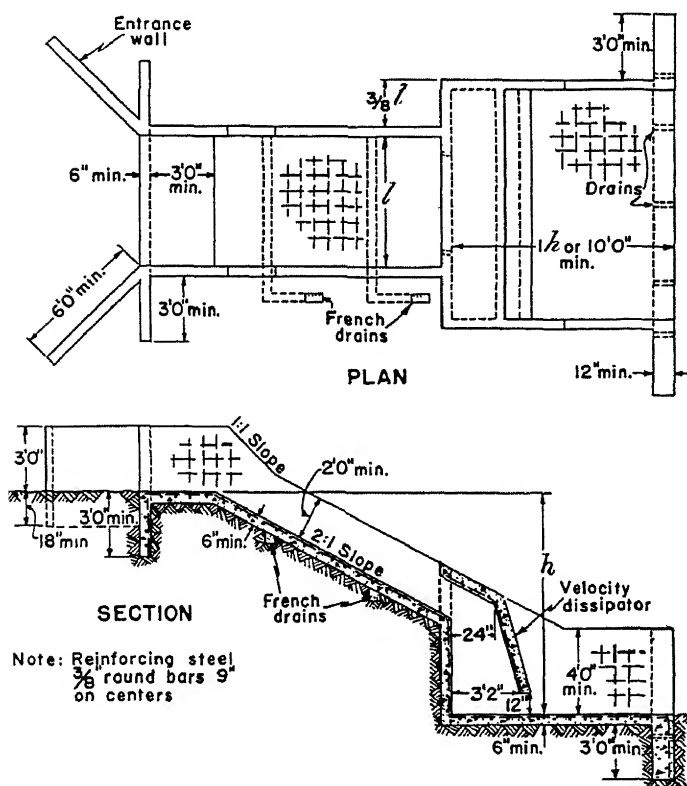 Entrance
wall
3'0" min.
3/8 l
6" min.
3'0"
min.
l
Drains
1h or 10'0"
min.
6'0" min.
3'0" min.
French
drains
12" min.
PLAN
1:1 Slope
3'0"
2'0" min.
3'0" min.
18" min
6" min.
2:1 Slope
h
French
drains
Velocity
dissipator
SECTION
24"
4'0"
min.
3'2"
12"
6" min.
3'0" min
Note: Reinforcing steel
3/8" round bars 9"
on centers